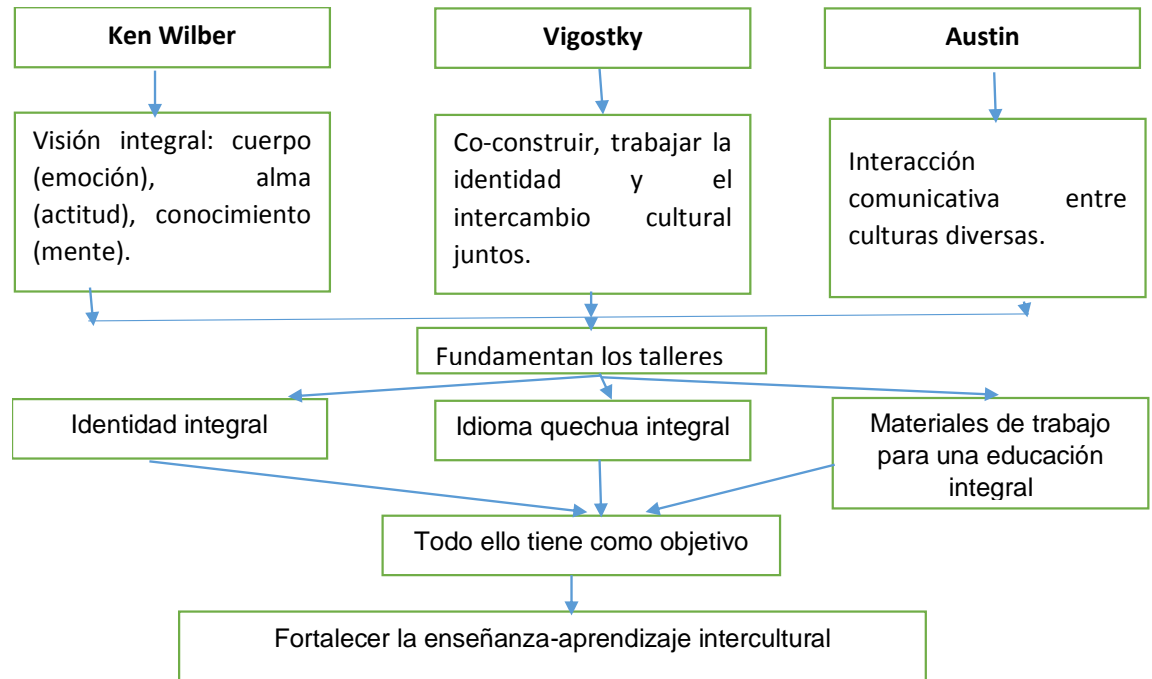 Ken Wilber
Vigostky
Austin
Visión integral: cuerpo
(emoción), alma
(actitud), conocimiento
(mente).
Co-construir, trabajar la
identidad y el
intercambio cultural
juntos.
Interacción
comunicativa entre
culturas diversas.
Fundamentan los talleres
Identidad integral
Idioma quechua integral
Materiales de trabajo
para una educación
integral
Todo ello tiene como objetivo
Fortalecer la enseñanza-aprendizaje intercultural